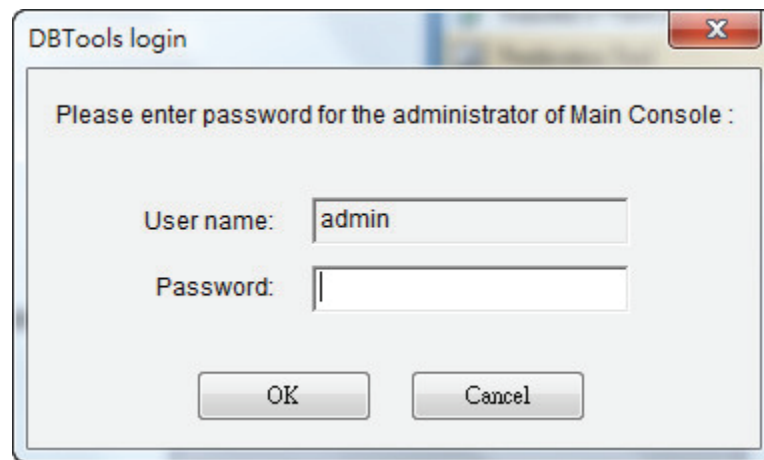 DBTools login
Please enter password for the administrator of Main Console :
User name: admin
Password:
OK Cancel